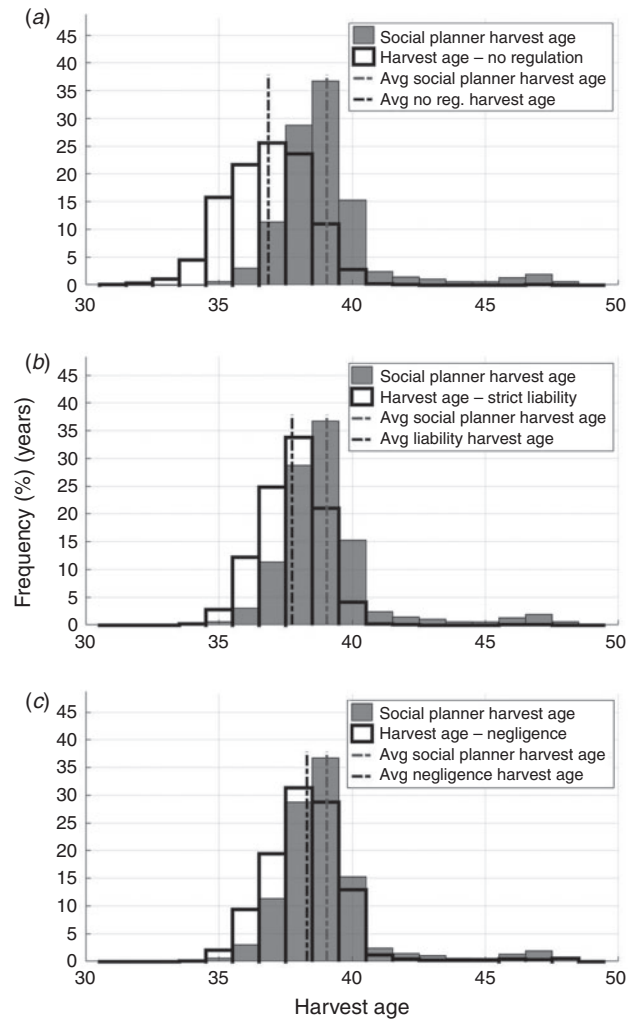 (a)
45
40
35
30
25
20
15
10
5
0
Social planner harvest age
Harvest age – no regulation
Avg social planner harvest age
Avg no reg. harvest age
30 35 40 45 50
(b)
45
40
35
30
25
20
15
10
5
0
Social planner harvest age
Harvest age – strict liability
Avg social planner harvest age
Avg liability harvest age
30 35 40 45 50
Frequency (%) (years)
(c)
45
40
35
30
25
20
15
10
5
0
Social planner harvest age
Harvest age – negligence
Avg social planner harvest age
Avg negligence harvest age
30 35 40 45 50
Harvest age